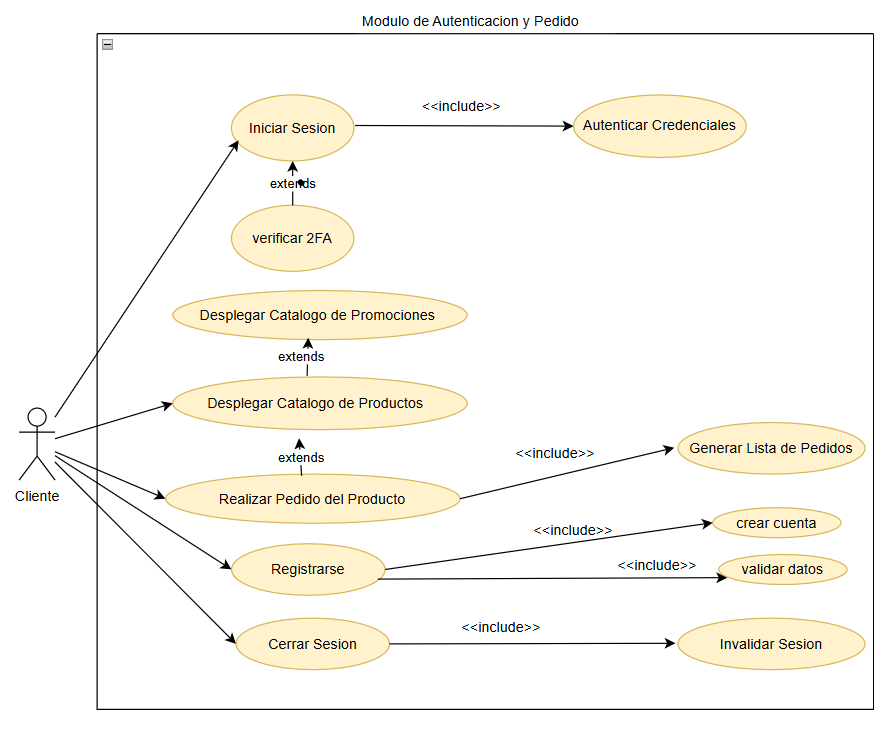 Modulo de Autenticacion y Pedido
<<include>>
Iniciar Sesion
Autenticar Credenciales
extends
verificar 2FA
Desplegar Catalogo de Promociones
extends
Desplegar Catalogo de Productos
<<include>>
Generar Lista de Pedidos
extends
Realizar Pedido del Producto
Cliente
<<include>>
crear cuenta
<<include>>
validar datos
Registrarse
<<include>>
Cerrar Sesion
Invalidar Sesion